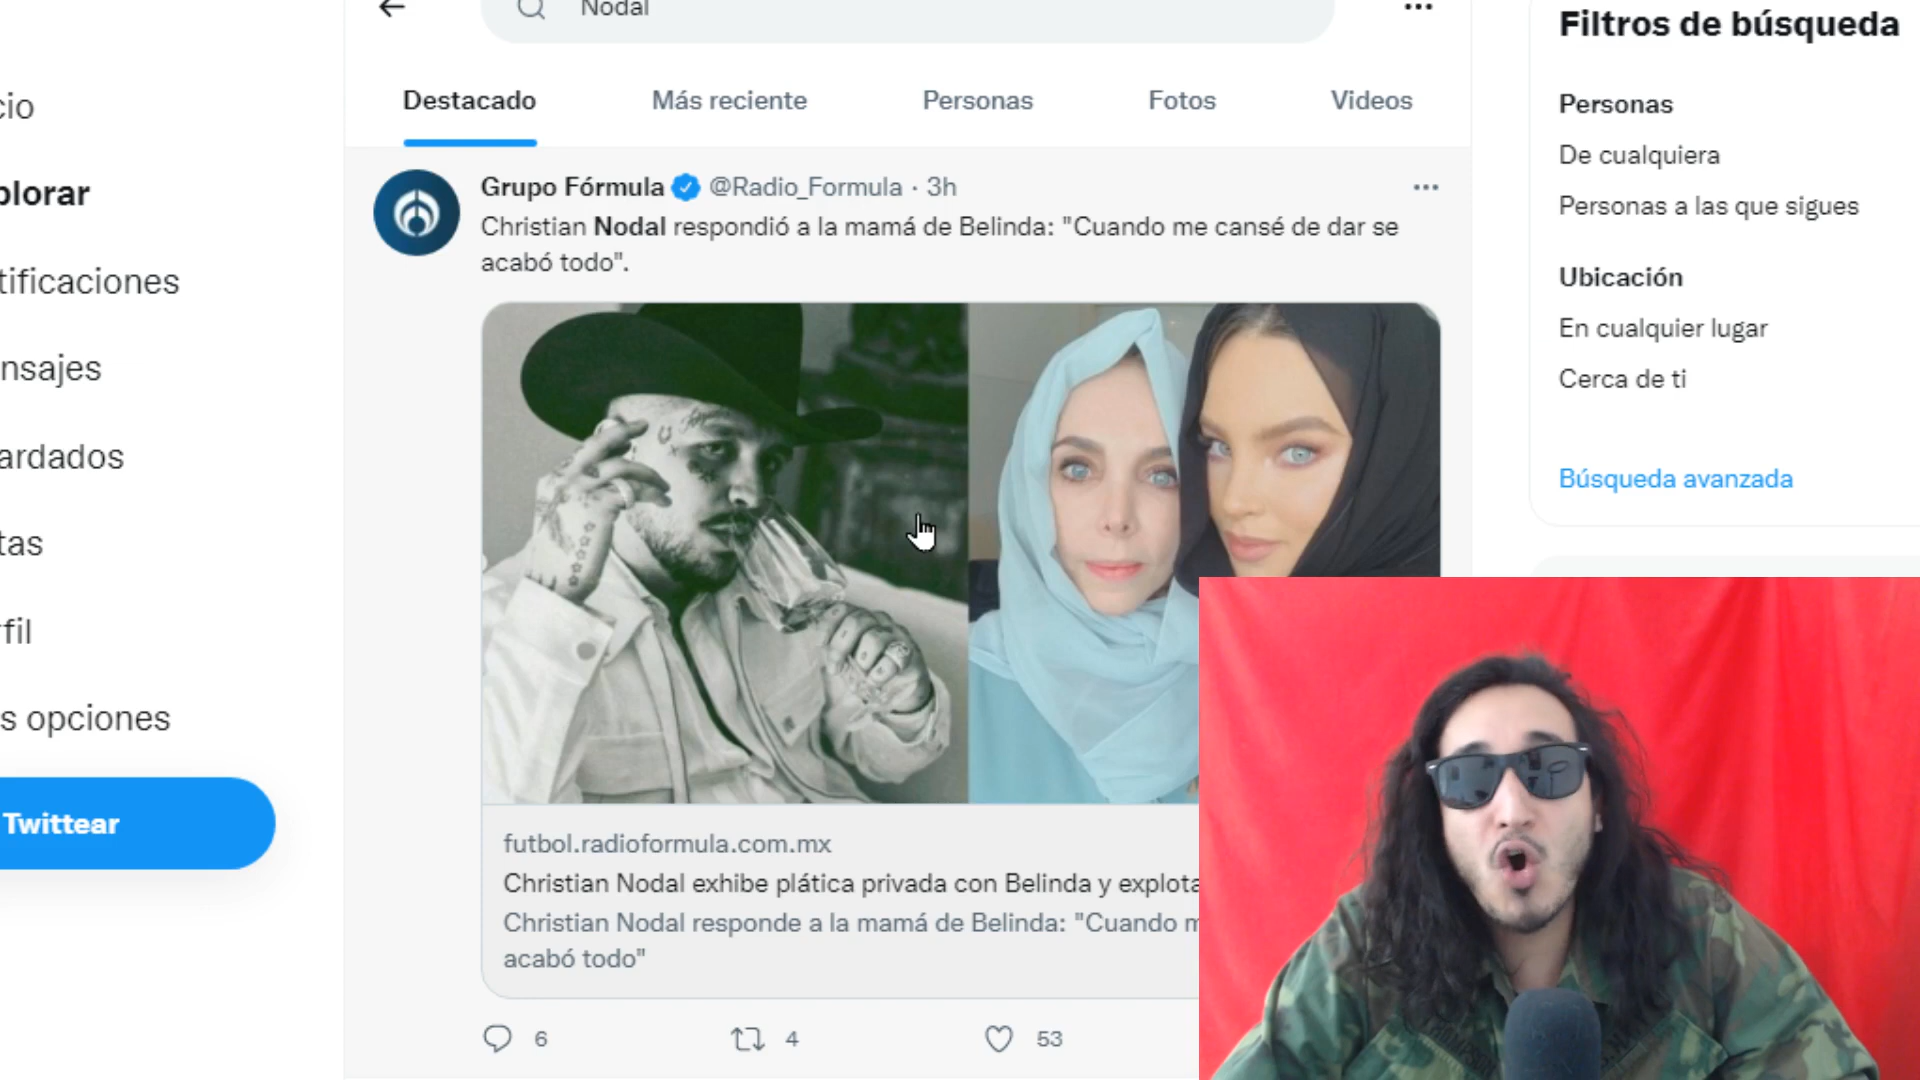 Nodal
Destacado
Más reciente
Personas
Fotos
Videos
cio
plorar
tificaciones
nsajes
ardados
tas
fil
s opciones
Twittear
Grupo Fórmula @Radio_Formula · 3h
Christian Nodal respondió a la mamá de Belinda: "Cuando me cansé de dar se
acabó todo".
futbol.radioformula.com.mx
Christian Nodal exhibe plática privada con Belinda y explota
Christian Nodal responde a la mamá de Belinda: "Cuando m
acabó todo"
6
4
53
Filtros de búsqueda
Personas
De cualquiera
Personas a las que sigues
Ubicación
En cualquier lugar
Cerca de ti
Búsqueda avanzada